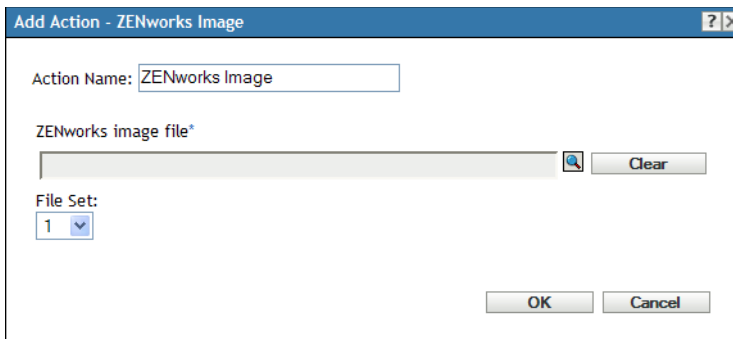 Add Action - ZENworks Image ? X
Action Name: ZENworks Image
ZENworks image file*
Clear
File Set:
1
OK Cancel